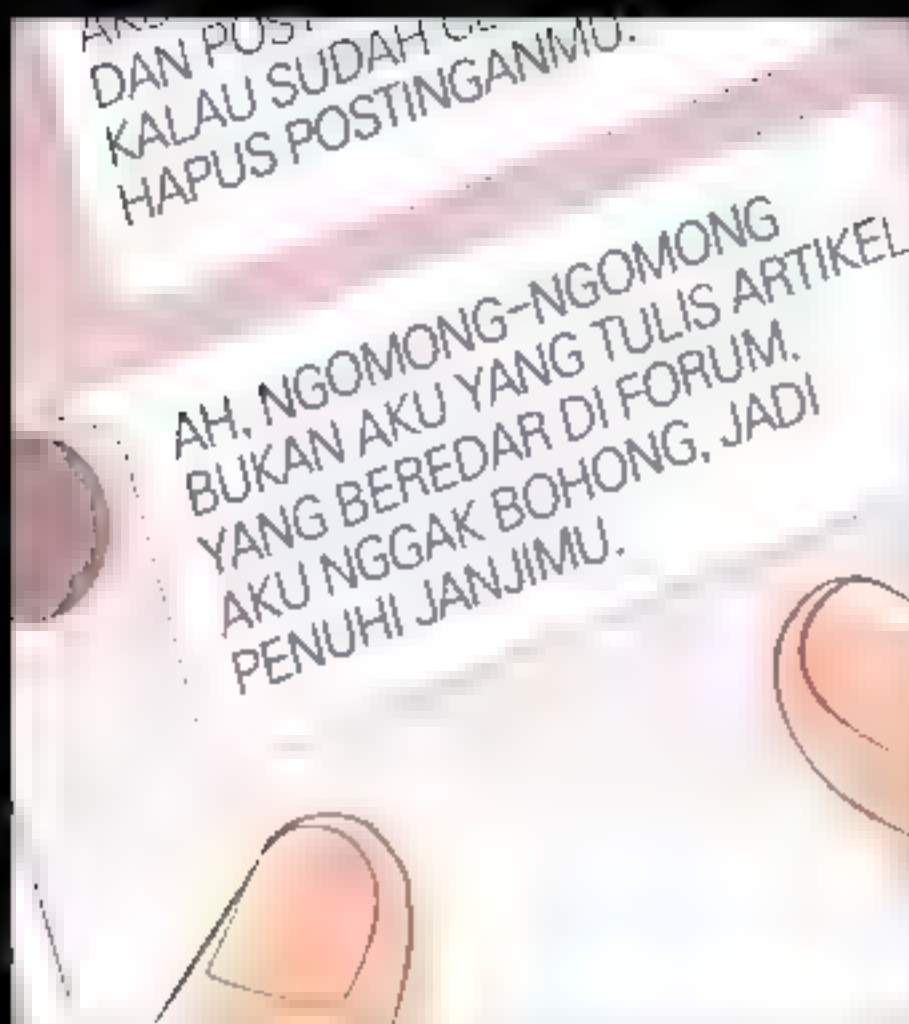 DAN POST
KALAU SUDAH
HAPUS POSTINGANMU.
AH, NGOMONG-NGOMONG
BUKAN AKU YANG TULIS ARTIKEL
YANG BEREDAR DI FORUM.
AKU NGGAK BOHONG, JADI
PENUHI JANJIMU.